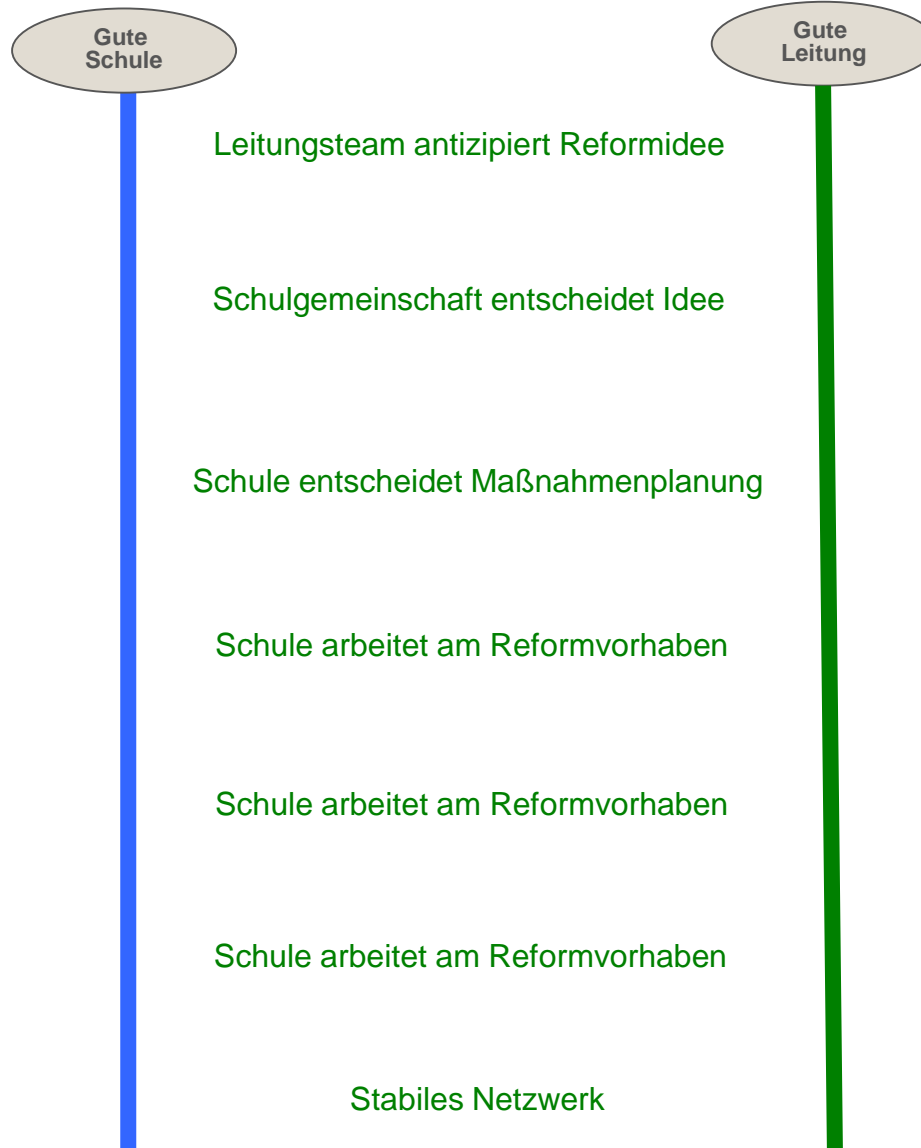 Gute
Schule
Gute
Leitung
Leitungsteam antizipiert Reformidee
Schulgemeinschaft entscheidet Idee
Schule entscheidet Maßnahmenplanung
Schule arbeitet am Reformvorhaben
Schule arbeitet am Reformvorhaben
Schule arbeitet am Reformvorhaben
Stabiles Netzwerk